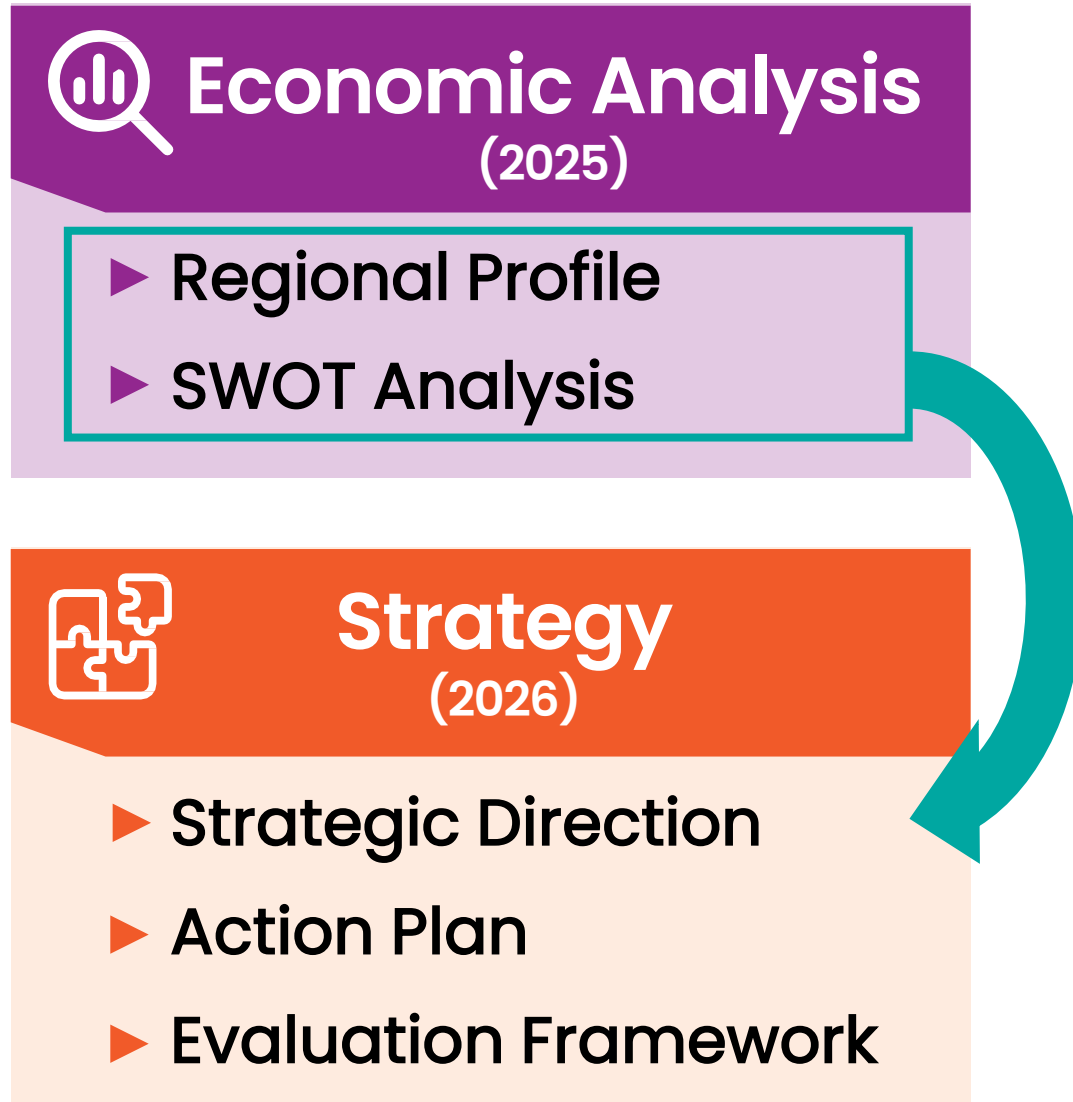 Economic Analysis
(2025)
Regional Profile
SWOT Analysis
Strategy
(2026)
Strategic Direction
Action Plan
Evaluation Framework